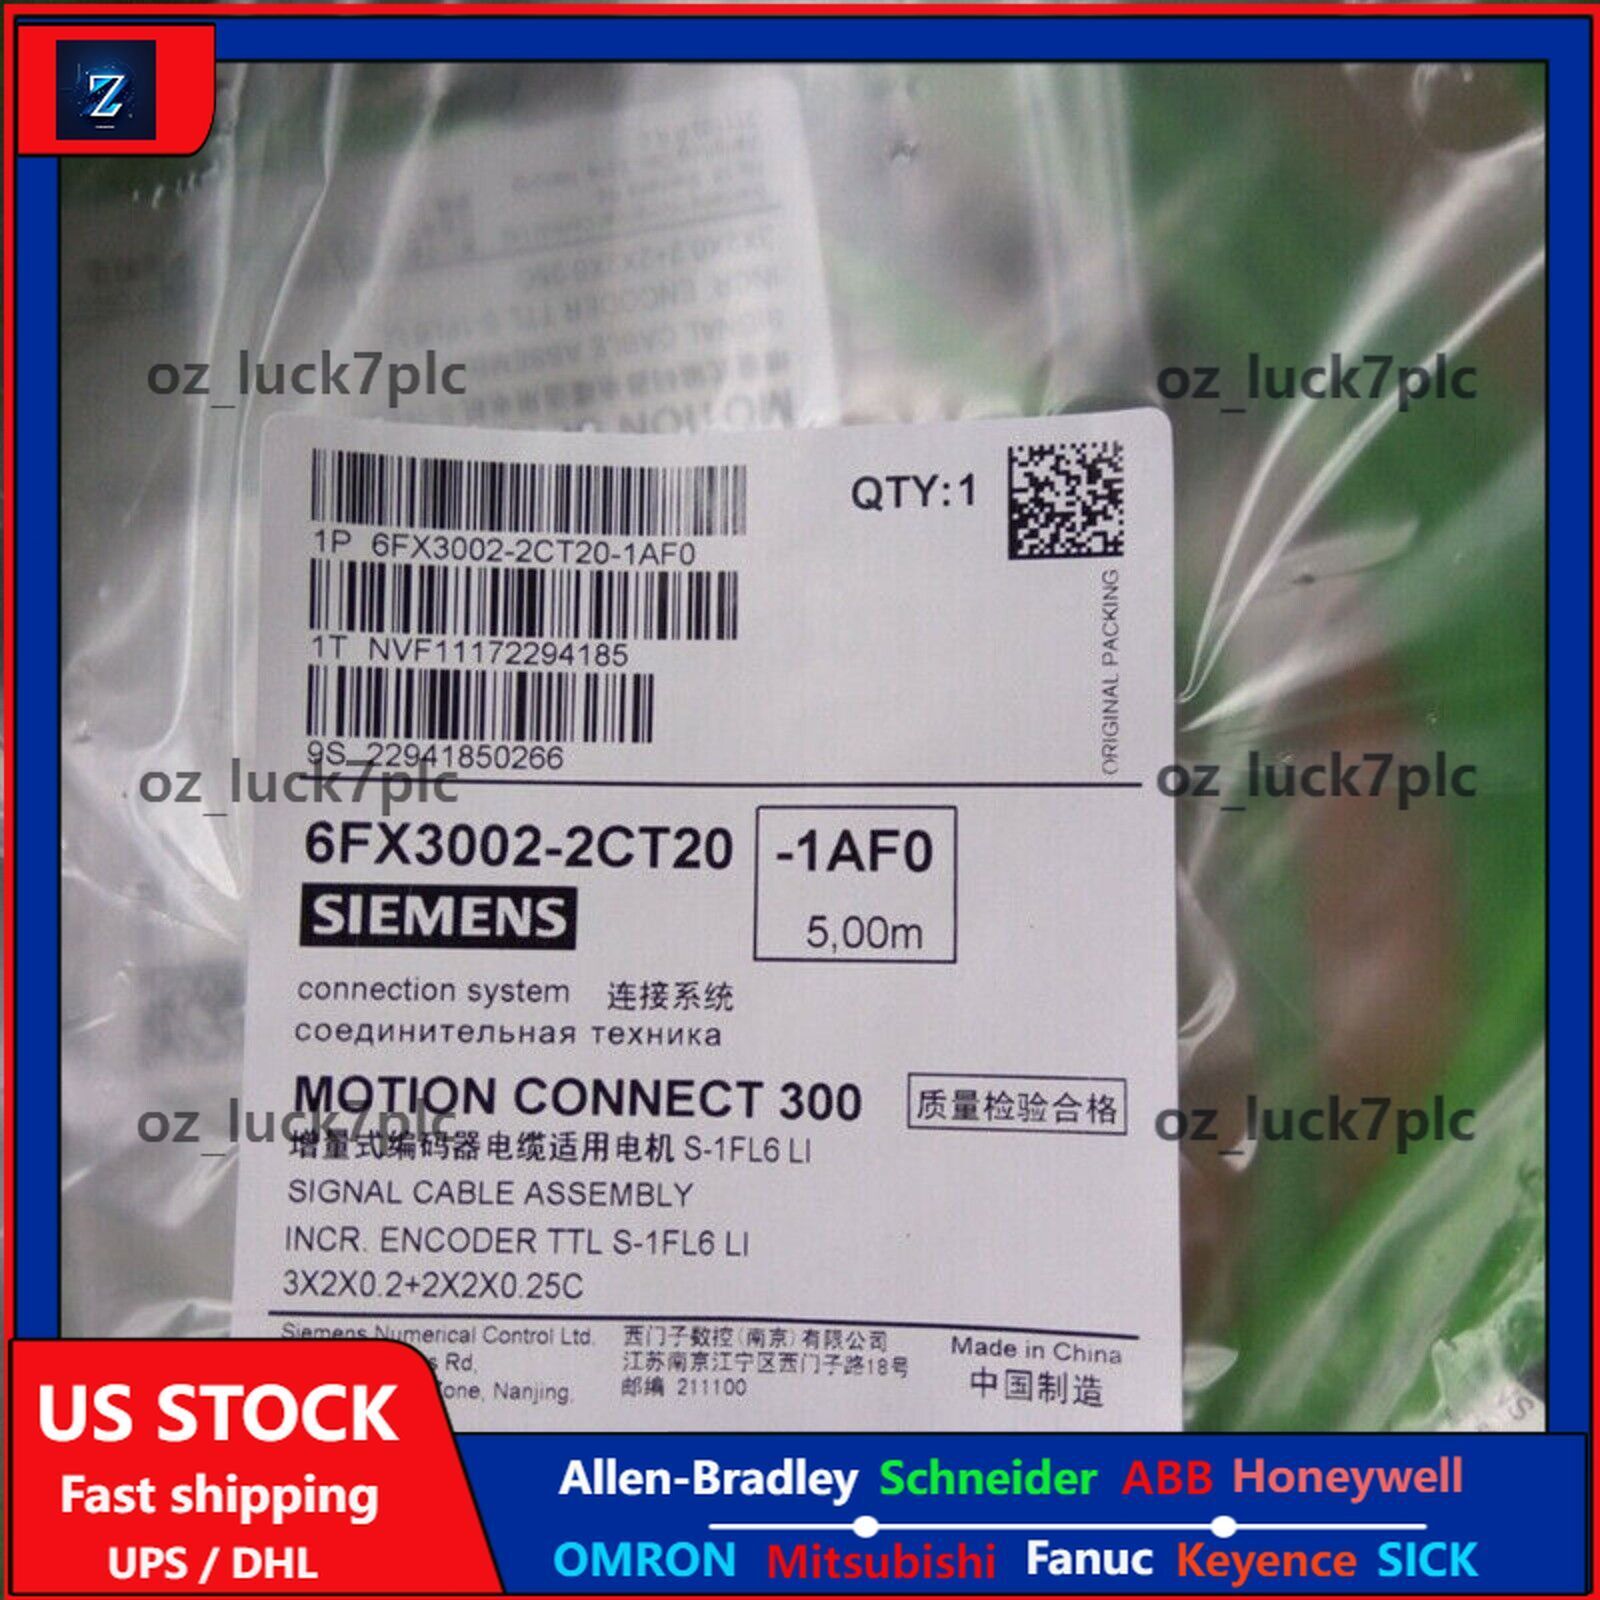 Z
oz_luck7plc
oz_luck7plc
QTY:1
1P 6FX3002-2CT20-1AF0
1T NVF11172294185
ORIGINAL PACKING
9S 22941850266
oz_luck7plc
oz_luck7plc
6FX3002-2CT20 -1AF0
SIEMENS
5,00m
connection system 连接系统
соединительная техника
MOTION CONNECT 300
质量检验合格
oz_luck7plc
oz_luck7plc
增量式编码器电缆适用电机 S-1FL6 LI
SIGNAL CABLE ASSEMBLY
INCR. ENCODER TTL S-1FL6 LI
3X2X0.2+2X2X0.25C
Siemens Numerical Control Ltd. 西门子数控(南京)有限公司 Made in China
Rd, 江苏南京江宁区西门子路18号
Nanjing, 邮编 211100 中国制造
US STOCK
Fast shipping
UPS / DHL
Allen-Bradley Schneider ABB Honeywell
OMRON Mitsubishi Fanuc Keyence SICK